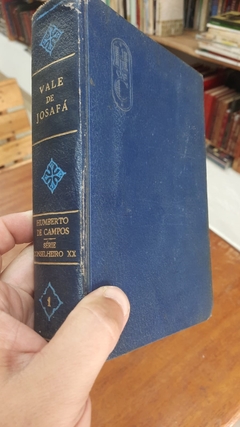 VALE
DE
JOSAFÁ
HUMBERTO
DE CAMPOS
SÉRIE
CONSELHEIRO XX
1